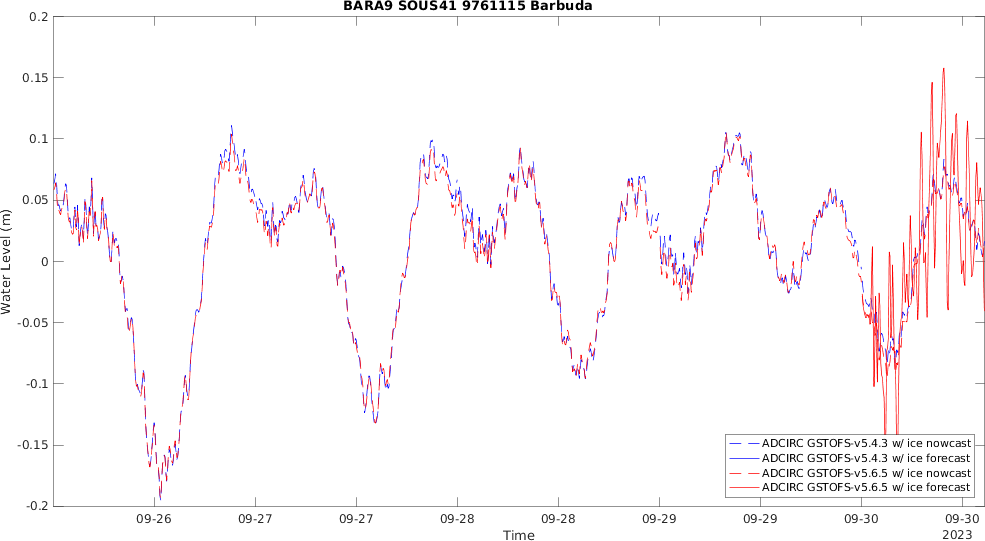 BARA9 SOUS41 9761115 Barbuda
Water Level (m)
0.2
0.15
0.1
0.05
0
-0.05
-0.1
-0.15
-0.2
ADCIRC GSTOFS-v5.4.3 w/ ice nowcast
ADCIRC GSTOFS-v5.4.3 w/ ice forecast
ADCIRC GSTOFS-v5.6.5 w/ ice nowcast
ADCIRC GSTOFS-v5.6.5 w/ ice forecast
09-26 09-27 09-27 09-28 09-28 09-29 09-29 09-30 09-30
2023
Time